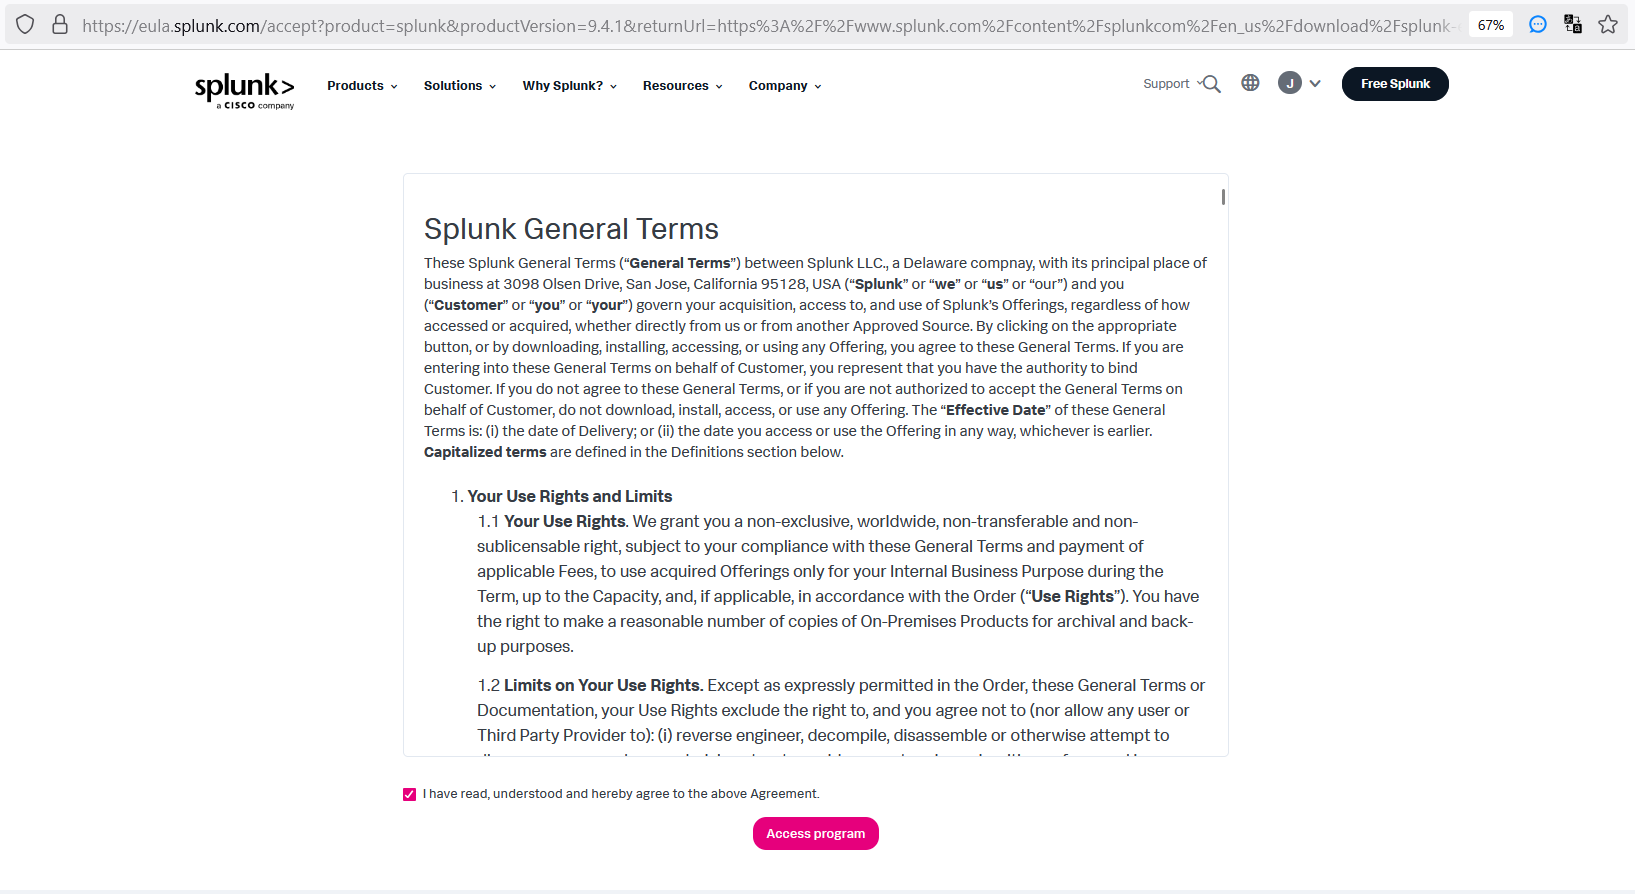 https://eula.splunk.com/accept?product=splunk&productVersion=9.4.1&returnUrl=https%3A%2F%2Fwww.splunk.com%2Fcontent%2Fsplunkcom%2Fen_us%2Fdownload%2Fsplunk-
67%
splunk>
a CISCO company
Products
Solutions
Why Splunk?
Resources
Company
Support
J
Free Splunk
Splunk General Terms
These Splunk General Terms (“General Terms”) between Splunk LLC., a Delaware compnay, with its principal place of
business at 3098 Olsen Drive, San Jose, California 95128, USA (“Splunk” or “we” or “us” or “our”) and you
(“Customer” or “you” or “your”) govern your acquisition, access to, and use of Splunk’s Offerings, regardless of how
accessed or acquired, whether directly from us or from another Approved Source. By clicking on the appropriate
button, or by downloading, installing, accessing, or using any Offering, you agree to these General Terms. If you are
entering into these General Terms on behalf of Customer, you represent that you have the authority to bind
Customer. If you do not agree to these General Terms, or if you are not authorized to accept the General Terms on
behalf of Customer, do not download, install, access, or use any Offering. The “Effective Date” of these General
Terms is: (i) the date of Delivery; or (ii) the date you access or use the Offering in any way, whichever is earlier.
Capitalized terms are defined in the Definitions section below.
1. Your Use Rights and Limits
1.1 Your Use Rights. We grant you a non-exclusive, worldwide, non-transferable and non-
sublicensable right, subject to your compliance with these General Terms and payment of
applicable Fees, to use acquired Offerings only for your Internal Business Purpose during the
Term, up to the Capacity, and, if applicable, in accordance with the Order (“Use Rights”). You have
the right to make a reasonable number of copies of On-Premises Products for archival and back-
up purposes.
1.2 Limits on Your Use Rights. Except as expressly permitted in the Order, these General Terms or
Documentation, your Use Rights exclude the right to, and you agree not to (nor allow any user or
Third Party Provider to): (i) reverse engineer, decompile, disassemble or otherwise attempt to
I have read, understood and hereby agree to the above Agreement.
Access program